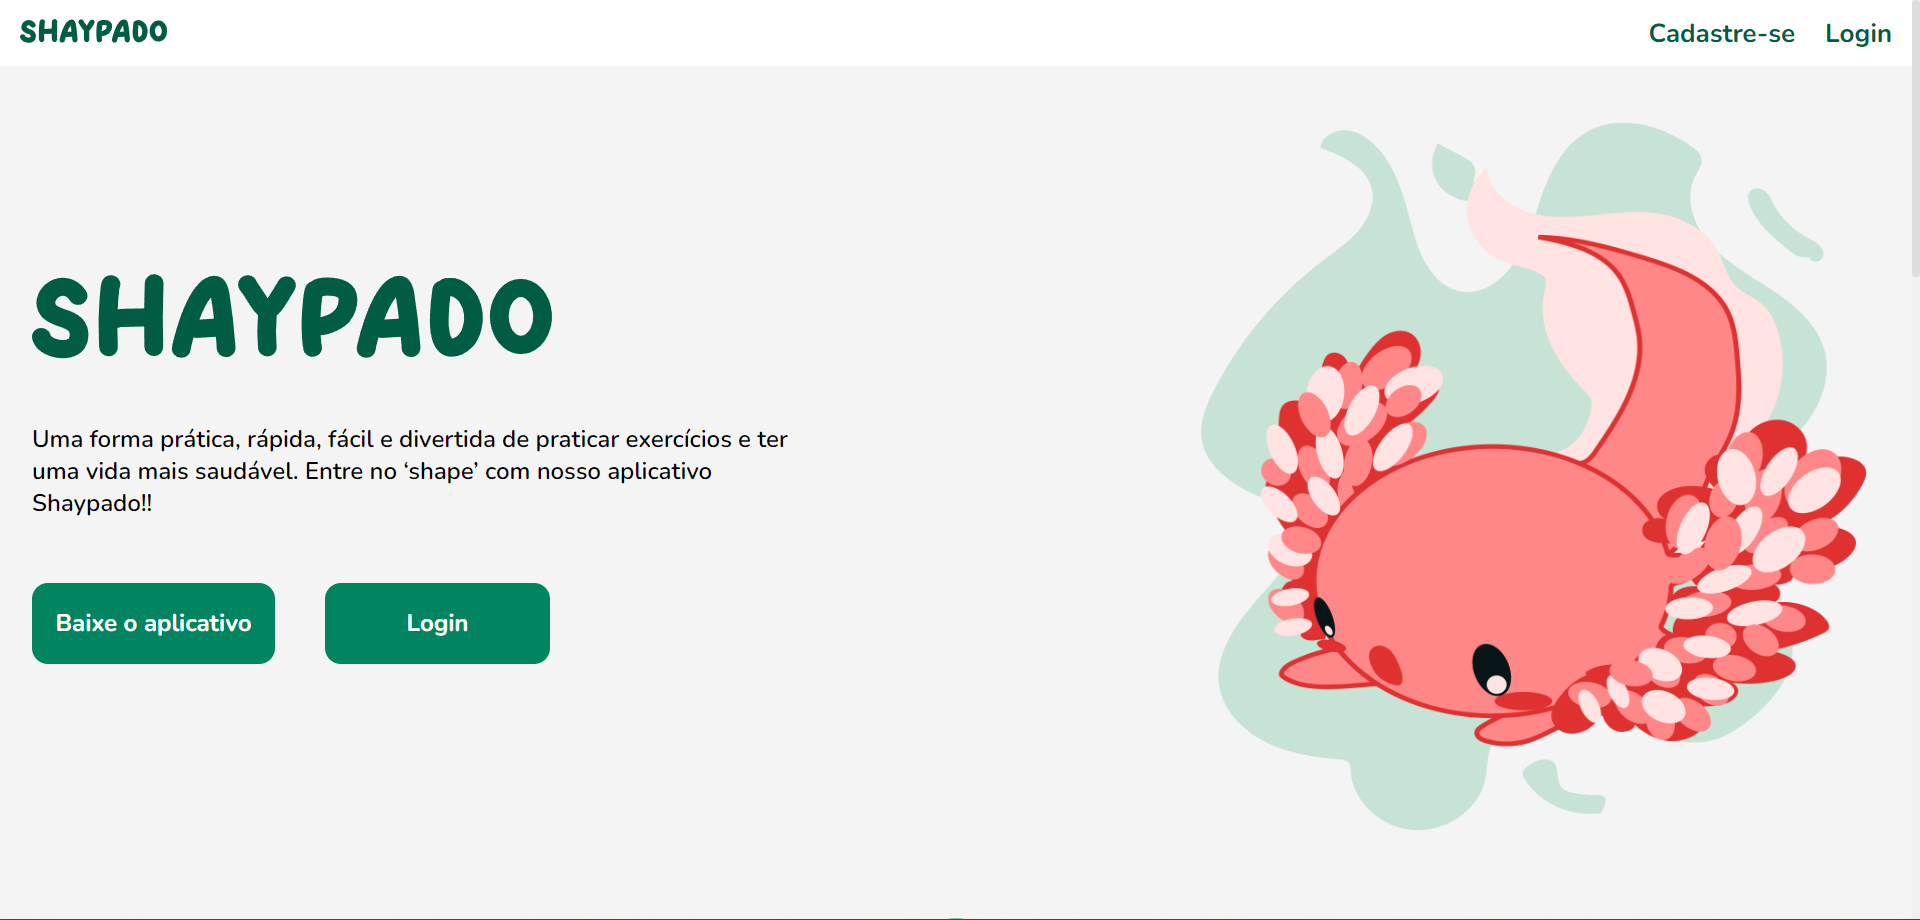 SHAYPADO
Cadastre-se
Login
SHAYPADO
Uma forma prática, rápida, fácil e divertida de praticar exercícios e ter
uma vida mais saudável. Entre no ‘shape’ com nosso aplicativo
Shaypado!!
Baixe o aplicativo
Login